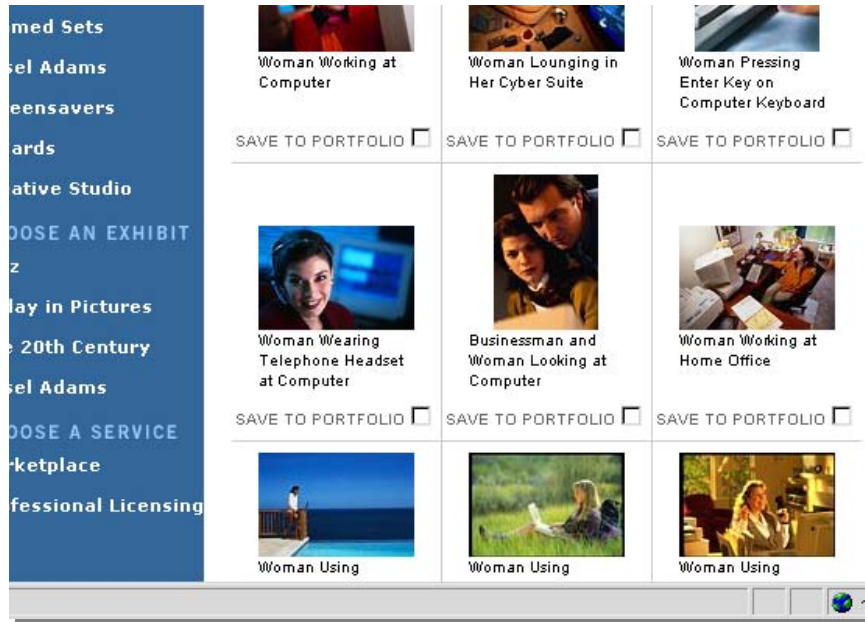 med Sets
sel Adams
eensavers
ards
ative Studio
OOSE AN EXHIBIT
z
lay in Pictures
e 20th Century
sel Adams
OOSE A SERVICE
rketplace
fessional Licensing
Woman Working at
Computer
SAVE TO PORTFOLIO
Woman Lounging in
Her Cyber Suite
SAVE TO PORTFOLIO
Woman Pressing
Enter Key on
Computer Keyboard
SAVE TO PORTFOLIO
Woman Wearing
Telephone Headset
at Computer
SAVE TO PORTFOLIO
Businessman and
Woman Looking at
Computer
SAVE TO PORTFOLIO
Woman Working at
Home Office
SAVE TO PORTFOLIO
Woman Using
Woman Using
Woman Using